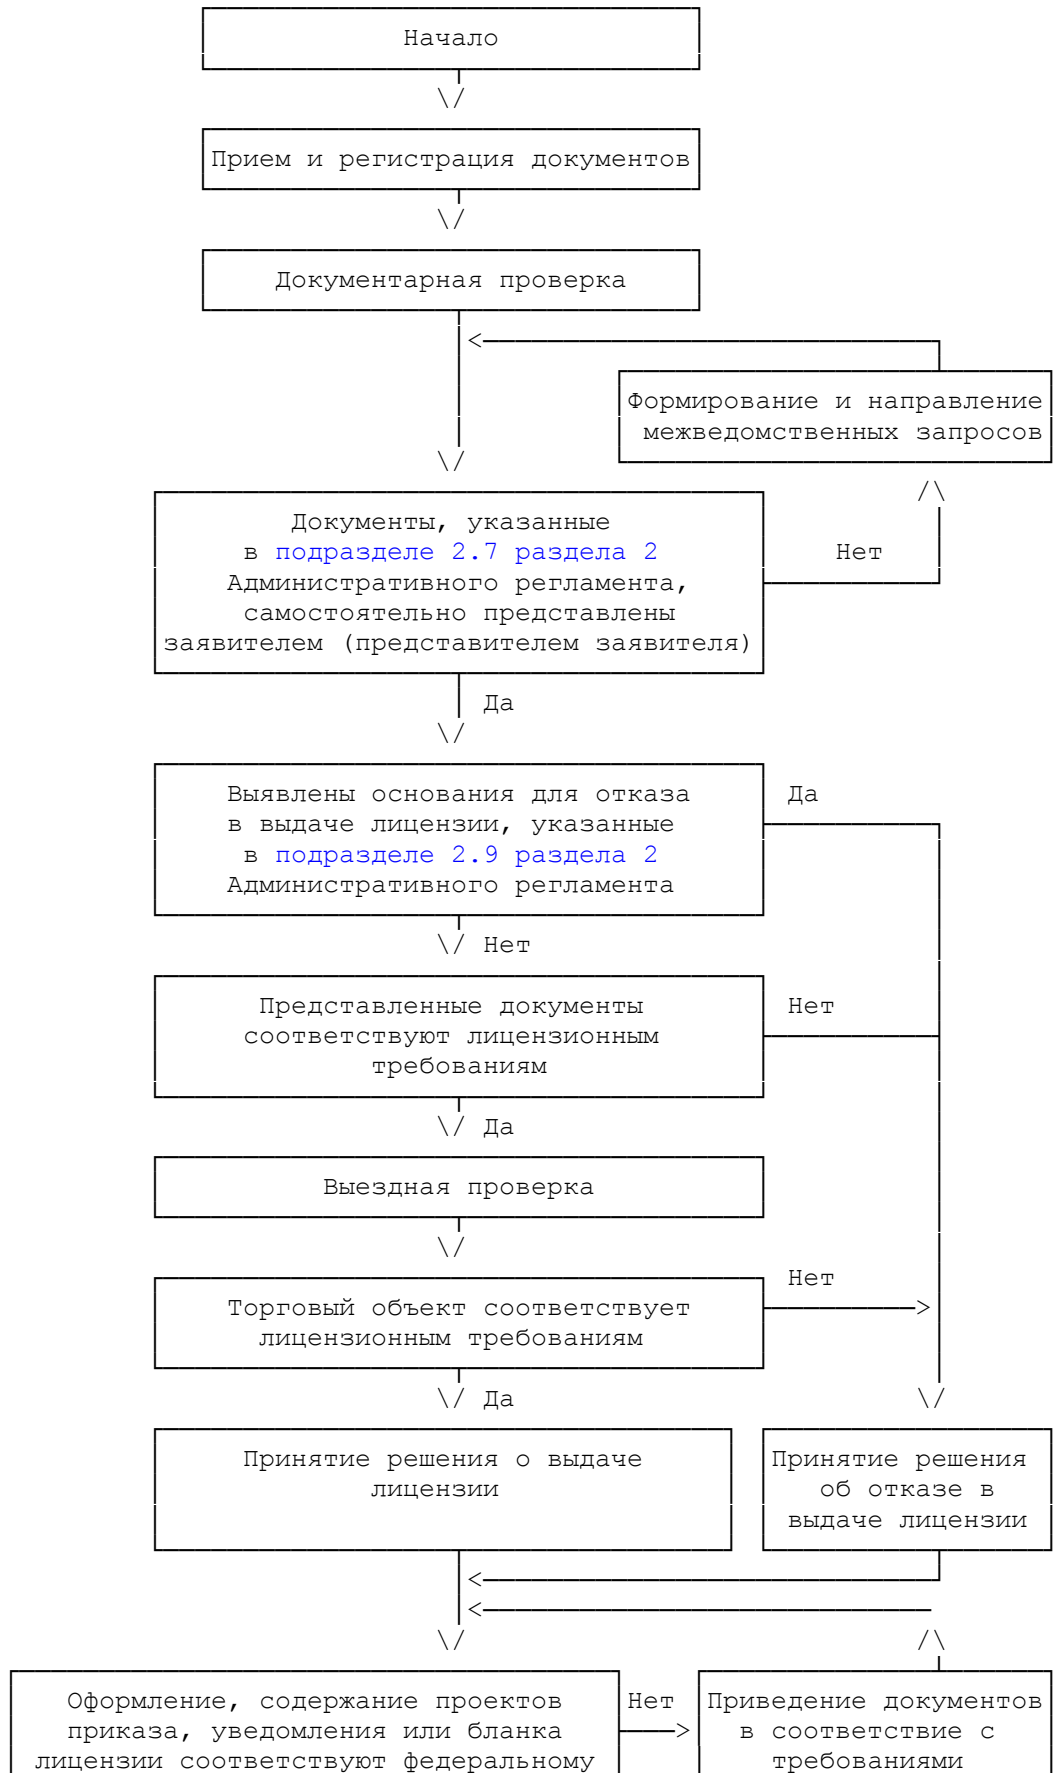 Начало
Прием и регистрация документов
Документарная проверка
Формирование и направление
межведомственных запросов
Документы, указанные
в подразделе 2.7 раздела 2
Административного регламента,
самостоятельно представлены
заявителем (представителем заявителя)
Нет
Да
Выявлены основания для отказа
в выдаче лицензии, указанные
в подразделе 2.9 раздела 2
Административного регламента
Да
Нет
Представленные документы
соответствуют лицензионным
требованиям
Нет
Да
Выездная проверка
Торговый объект соответствует
лицензионным требованиям
Нет
Да
Принятие решения о выдаче
лицензии
Принятие решения
об отказе в
выдаче лицензии
Оформление, содержание проектов
приказа, уведомления или бланка
лицензии соответствуют федеральному
Нет
Приведение документов
в соответствие с
требованиями